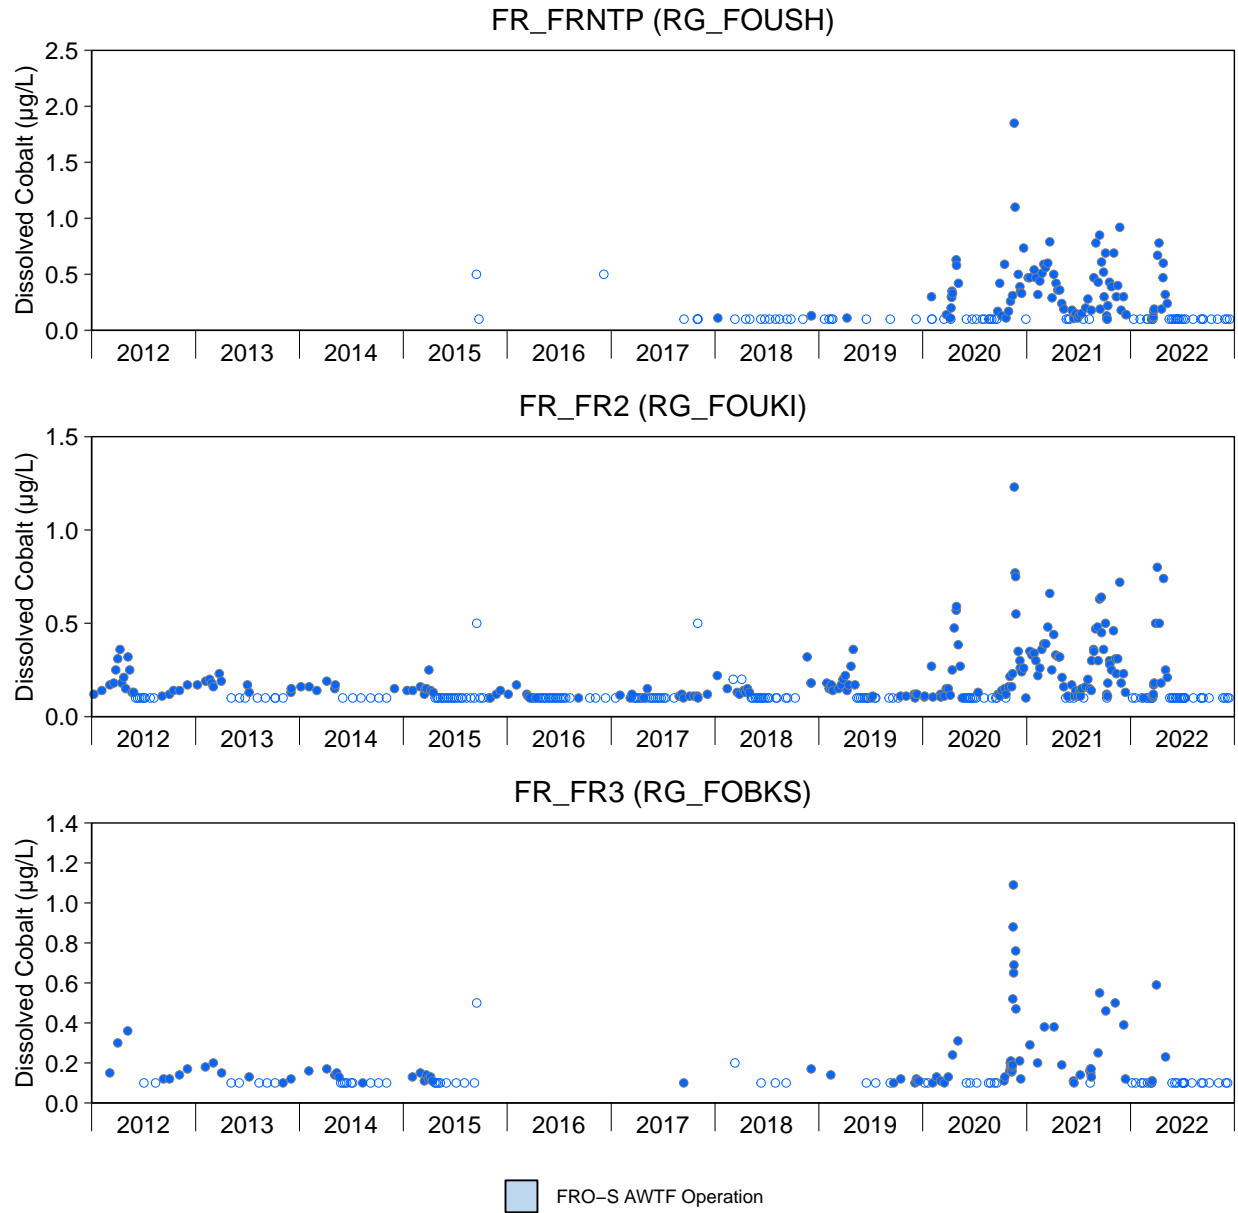 FR_FRNTP (RG_FOUSH)
Dissolved Cobalt (µg/L)
2.5
2.0
1.5
1.0
0.5
0.0
2012 2013 2014 2015 2016 2017 2018 2019 2020 2021 2022
FR_FR2 (RG_FOUKI)
Dissolved Cobalt (µg/L)
1.5
1.0
0.5
0.0
2012 2013 2014 2015 2016 2017 2018 2019 2020 2021 2022
FR_FR3 (RG_FOBKS)
Dissolved Cobalt (µg/L)
1.4
1.2
1.0
0.8
0.6
0.4
0.2
0.0
2012 2013 2014 2015 2016 2017 2018 2019 2020 2021 2022
FRO−S AWTF Operation